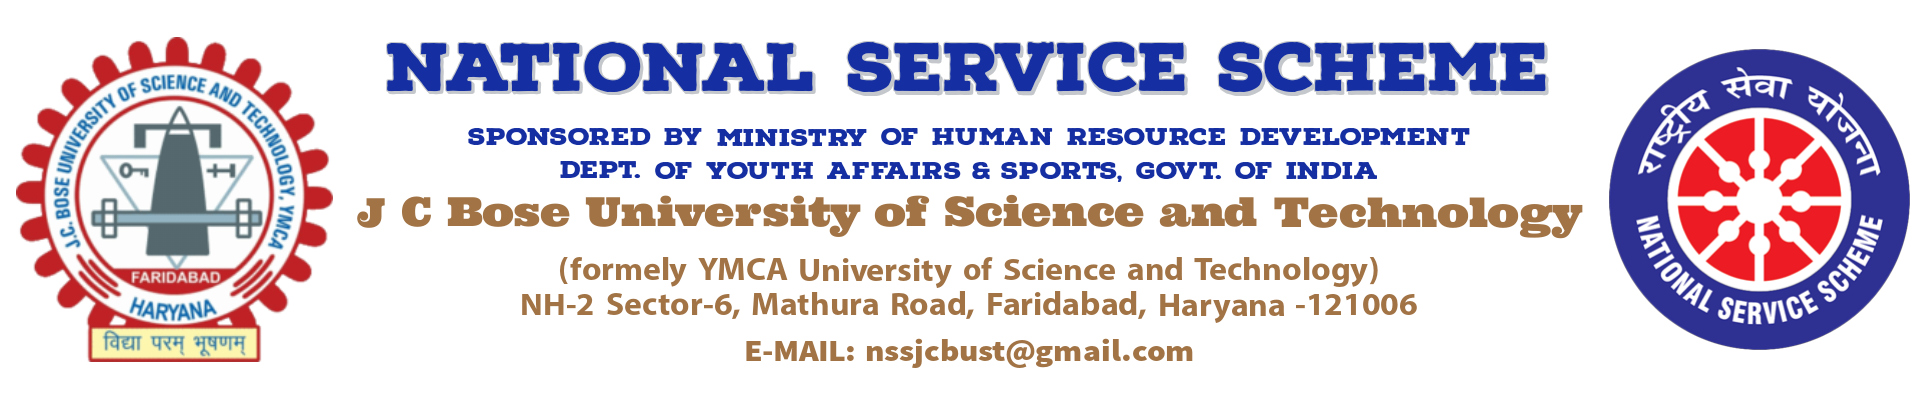 J.C. BOSE UNIVERSITY OF SCIENCE AND TECHNOLOGY, YMCA
FARIDABAD
HARYANA
विद्या परम् भूषणम्
NATIONAL SERVICE SCHEME
SPONSORED BY MINISTRY OF HUMAN RESOURCE DEVELOPMENT
DEPT. OF YOUTH AFFAIRS & SPORTS, GOVT. OF INDIA
J C Bose University of Science and Technology
(formely YMCA University of Science and Technology)
NH-2 Sector-6, Mathura Road, Faridabad, Haryana -121006
E-MAIL: nssjcbust@gmail.com
राष्ट्रीय सेवा योजना
NATIONAL SERVICE SCHEME